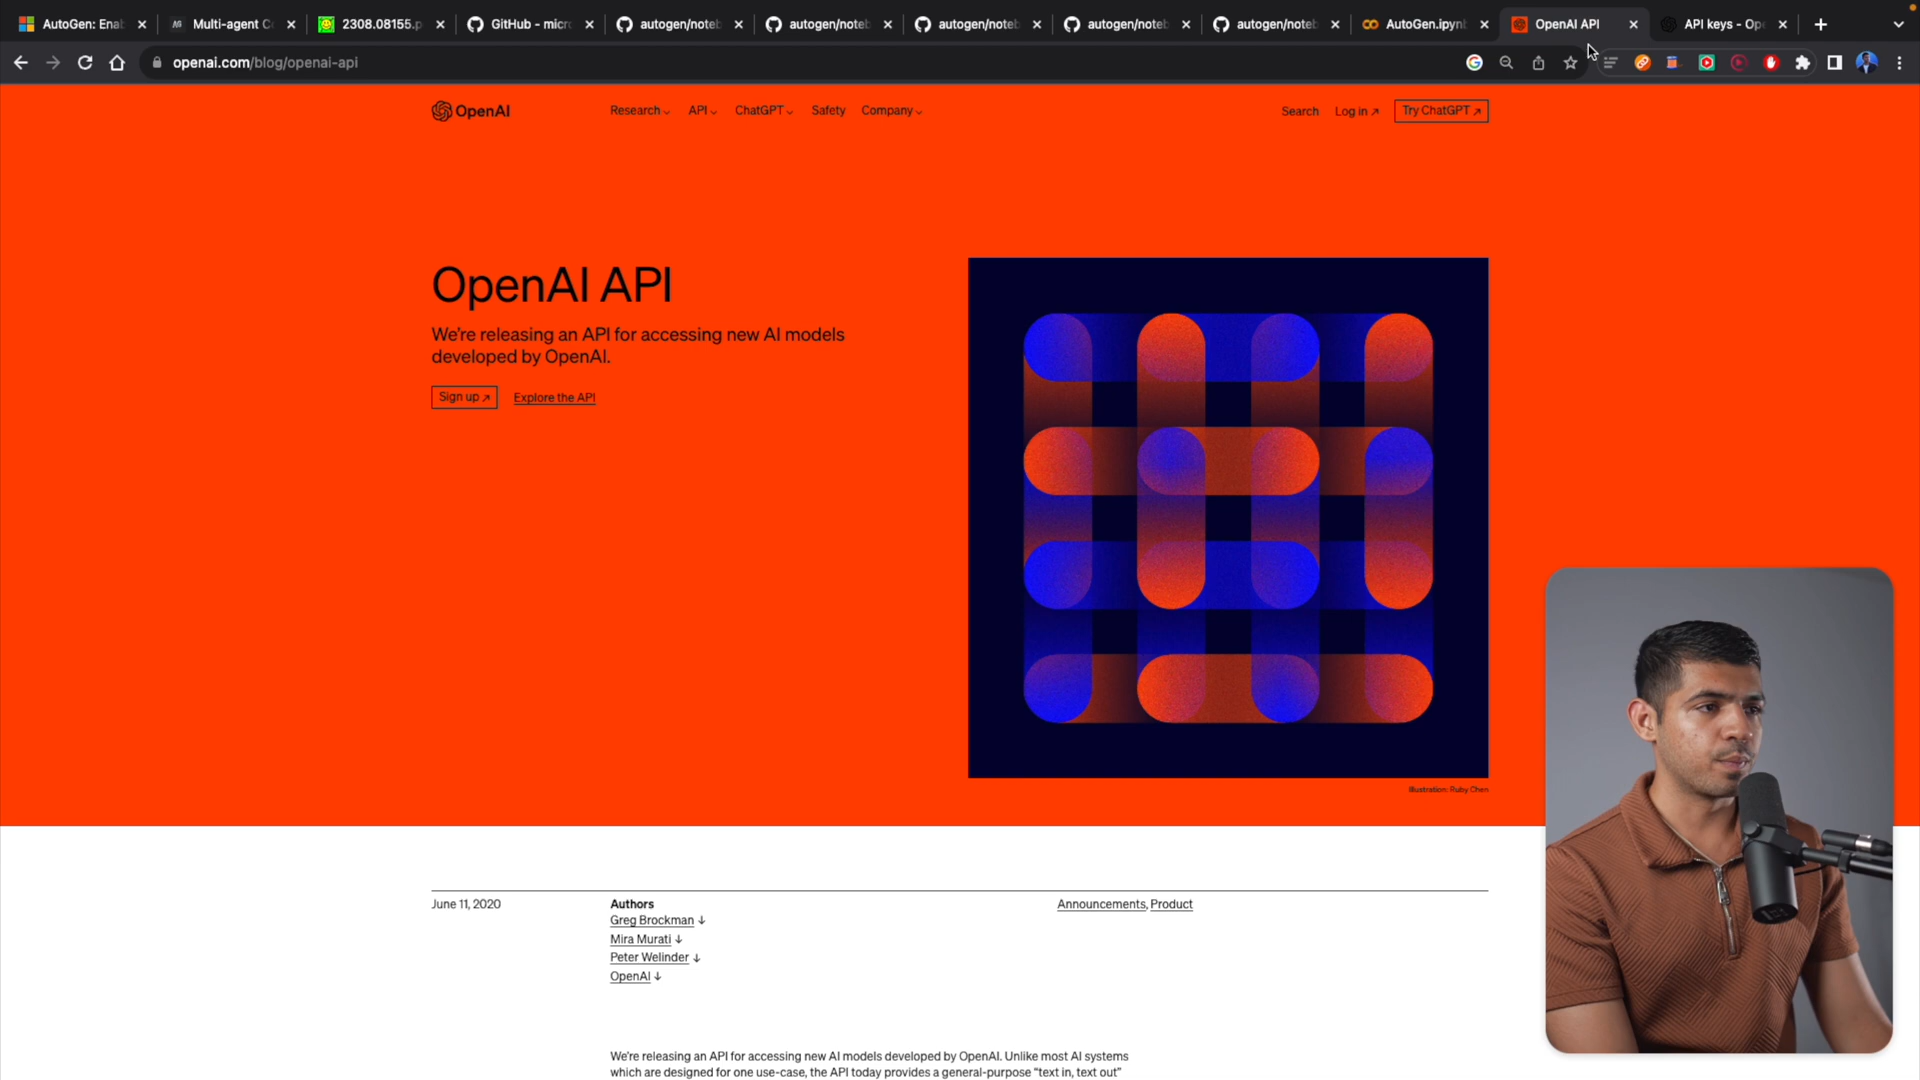 AutoGen: Enab
Multi-agent C
2308.08155.p
GitHub - micr
autogen/noteb
autogen/noteb
autogen/noteb
autogen/noteb
autogen/noteb
AutoGen.ipynb
OpenAI API
API keys - Ope
openai.com/blog/openai-api
OpenAI
Research
API
ChatGPT
Safety
Company
Search
Log in ↗
Try ChatGPT ↗
OpenAI API
We're releasing an API for accessing new AI models
developed by OpenAI.
Sign up ↗
Explore the API
Illustration: Ruby Chen
June 11, 2020
Authors
Greg Brockman ↓
Mira Murati ↓
Peter Welinder ↓
OpenAI ↓
Announcements, Product
We're releasing an API for accessing new AI models developed by OpenAI. Unlike most AI systems
which are designed for one use-case, the API today provides a general-purpose “text in, text out”